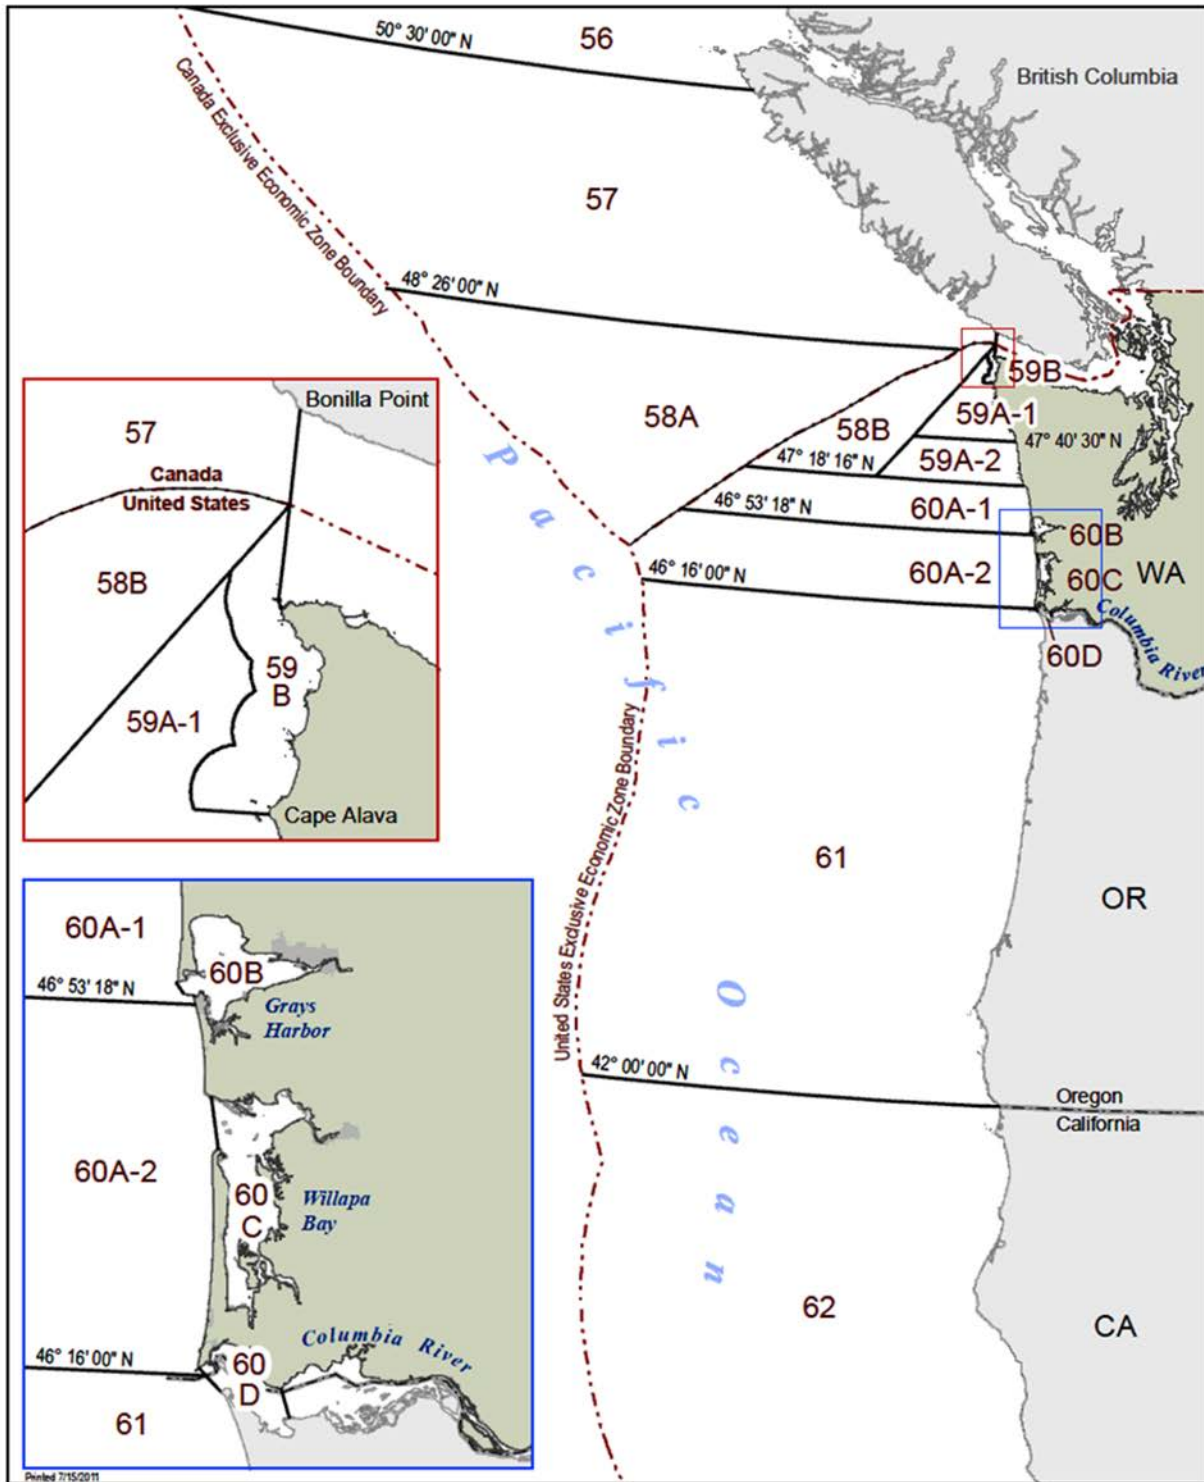 50° 30' 00" N
56
British Columbia
Canada Exclusive Economic Zone Boundary
57
48° 26' 00" N
59B
58A
58B
59A-1
47° 40' 30" N
47° 18' 16" N
59A-2
46° 53' 18" N
60A-1
60B
46° 16' 00" N
60A-2
60C
WA
Columbia River
60D
Pacific Ocean
United States Exclusive Economic Zone Boundary
61
OR
42° 00' 00" N
Oregon
California
62
CA
Bonilla Point
57
Canada
United States
58B
59
B
59A-1
Cape Alava
60A-1
60B
46° 53' 18" N
Grays
Harbor
60A-2
60
C
Willapa
Bay
Columbia River
46° 16' 00" N
60
D
61
Printed 7/15/2011